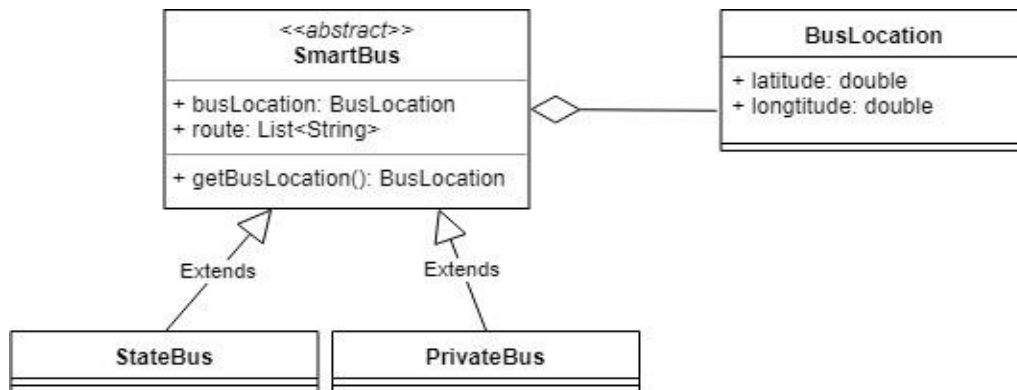 <<abstract>>
SmartBus
+ busLocation: BusLocation
+ route: List<String>
+ getBusLocation(): BusLocation
BusLocation
+ latitude: double
+ longtitude: double
Extends
Extends
StateBus
PrivateBus